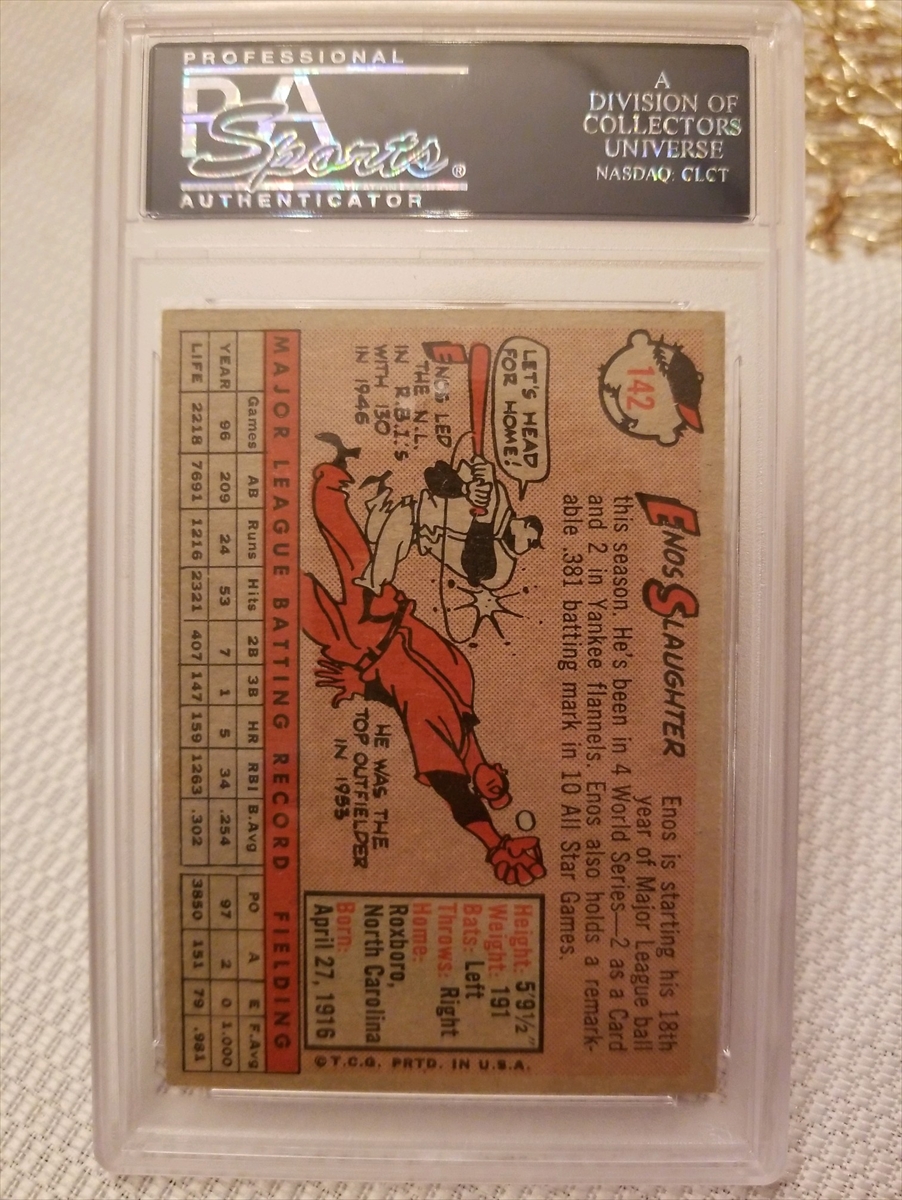 PROFESSIONAL
PSA
Sports®
AUTHENTICATOR
A
DIVISION OF
COLLECTORS
UNIVERSE
NASDAQ: CLCT
142
ENOS SLAUGHTER
Enos is starting his 18th
year of Major League ball
this season. He's been in 4 World Series—2 as a Card
and 2 in Yankee flannels. Enos also holds a remark-
able .381 batting mark in 10 All Star Games.
LET'S HEAD
FOR HOME!
ENOS LED
THE N.L.
IN R.B.I.'s
WITH 130
IN 1946
HE WAS THE
TOP OUTFIELDER
IN 1953
Height: 5'9½"
Weight: 191
Bats: Left
Throws: Right
Home:
Roxboro,
North Carolina
Born:
April 27, 1916
©T.C.G. PRTD. IN U.S.A.
MAJOR LEAGUE BATTING RECORD FIELDING
Games AB Runs Hits 2B 3B HR RBI B.Avg PO A E F.Avg
YEAR 96 209 24 53 7 1 5 34 .254 97 2 0 1.000
LIFE 2218 7691 1216 2321 407 147 159 1263 .302 3850 151 79 .981